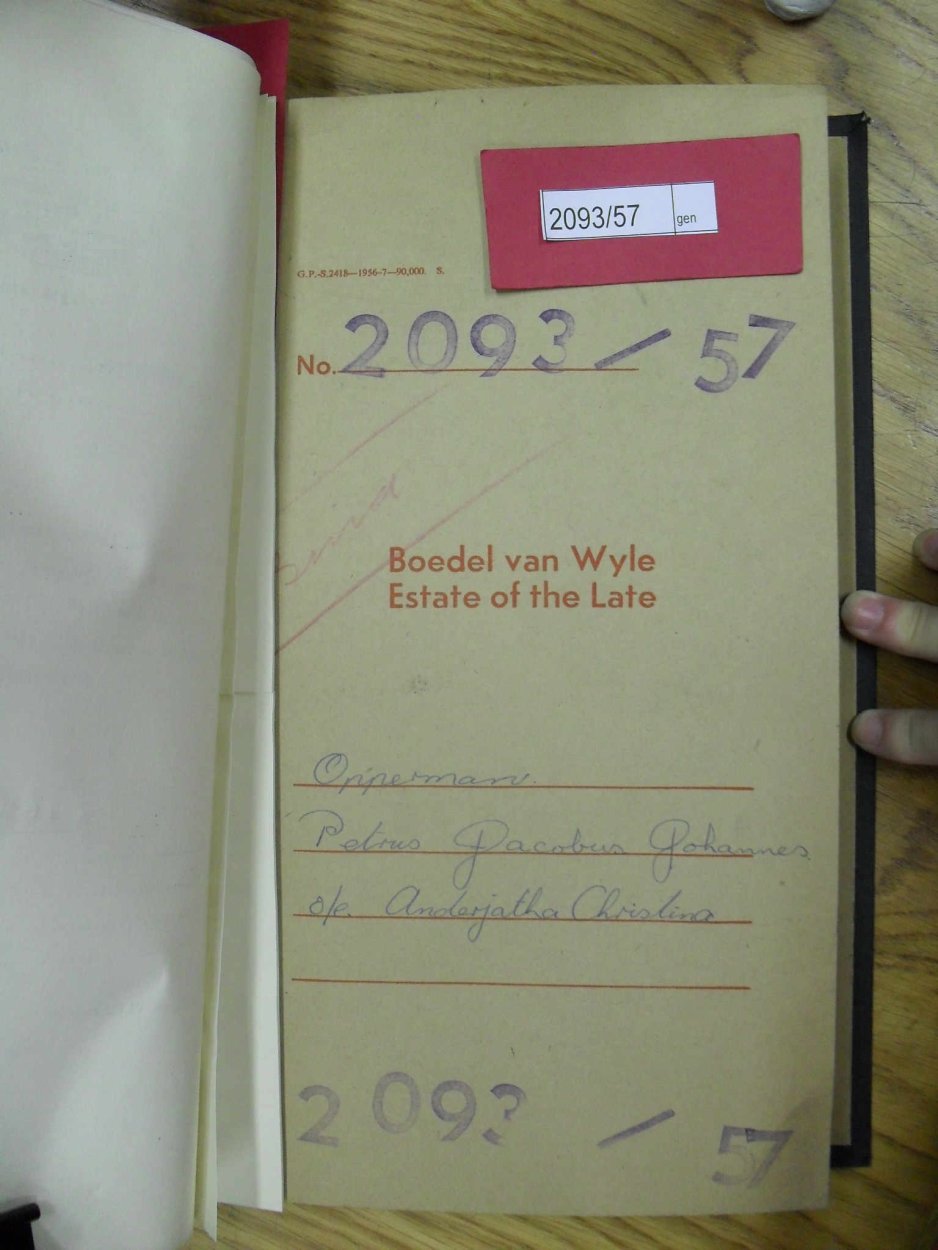 2093/57 gen
G.P.-S.2418—1956-7—90,000. S.
No. 2093 / 57
Boedel van Wyle
Estate of the Late
Opperman.
Petrus Jacobus Johannes
s/e. Anderjatha Christina
2093 / 57